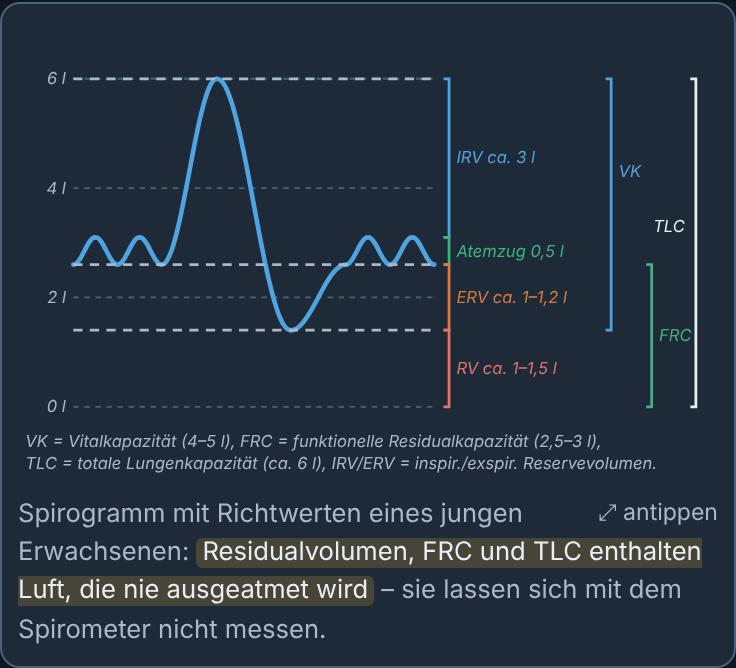 6 l
IRV ca. 3 l
VK
4 l
TLC
Atemzug 0,5 l
2 l
ERV ca. 1–1,2 l
FRC
RV ca. 1–1,5 l
0 l
VK = Vitalkapazität (4–5 l), FRC = funktionelle Residualkapazität (2,5–3 l),
TLC = totale Lungenkapazität (ca. 6 l), IRV/ERV = inspir./exspir. Reservevolumen.
Spirogramm mit Richtwerten eines jungen
⤢ antippen
Erwachsenen: Residualvolumen, FRC und TLC enthalten
Luft, die nie ausgeatmet wird – sie lassen sich mit dem
Spirometer nicht messen.